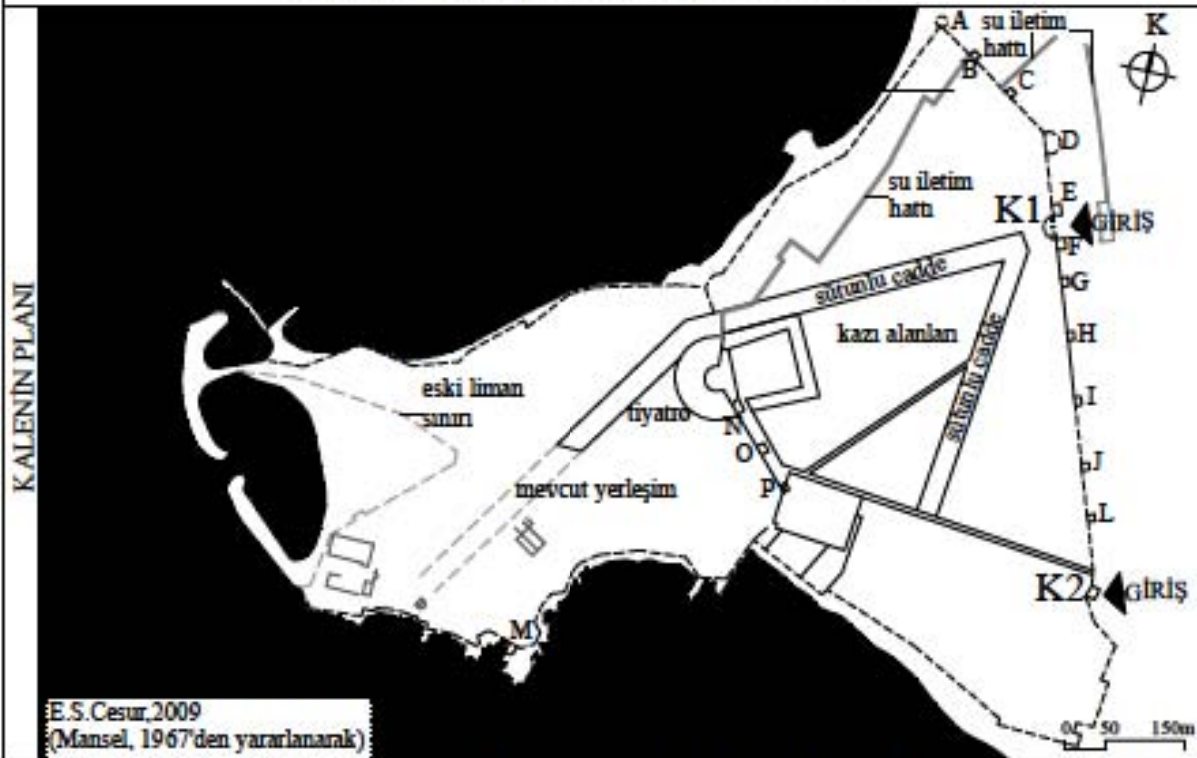 KALENİN PLANI
A su iletim
hattı
K
B
C
D
su iletim
hattı
E
K1
GİRİŞ
F
sütunlu cadde
G
kazı alanları
H
sütunlu cadde
eski liman
sınırı
tiyatro
I
N
O
J
mevcut yerleşim
P
L
K2
GİRİŞ
M
E.S.Cesur,2009
(Mansel, 1967'den yararlanarak)
0 50 150m